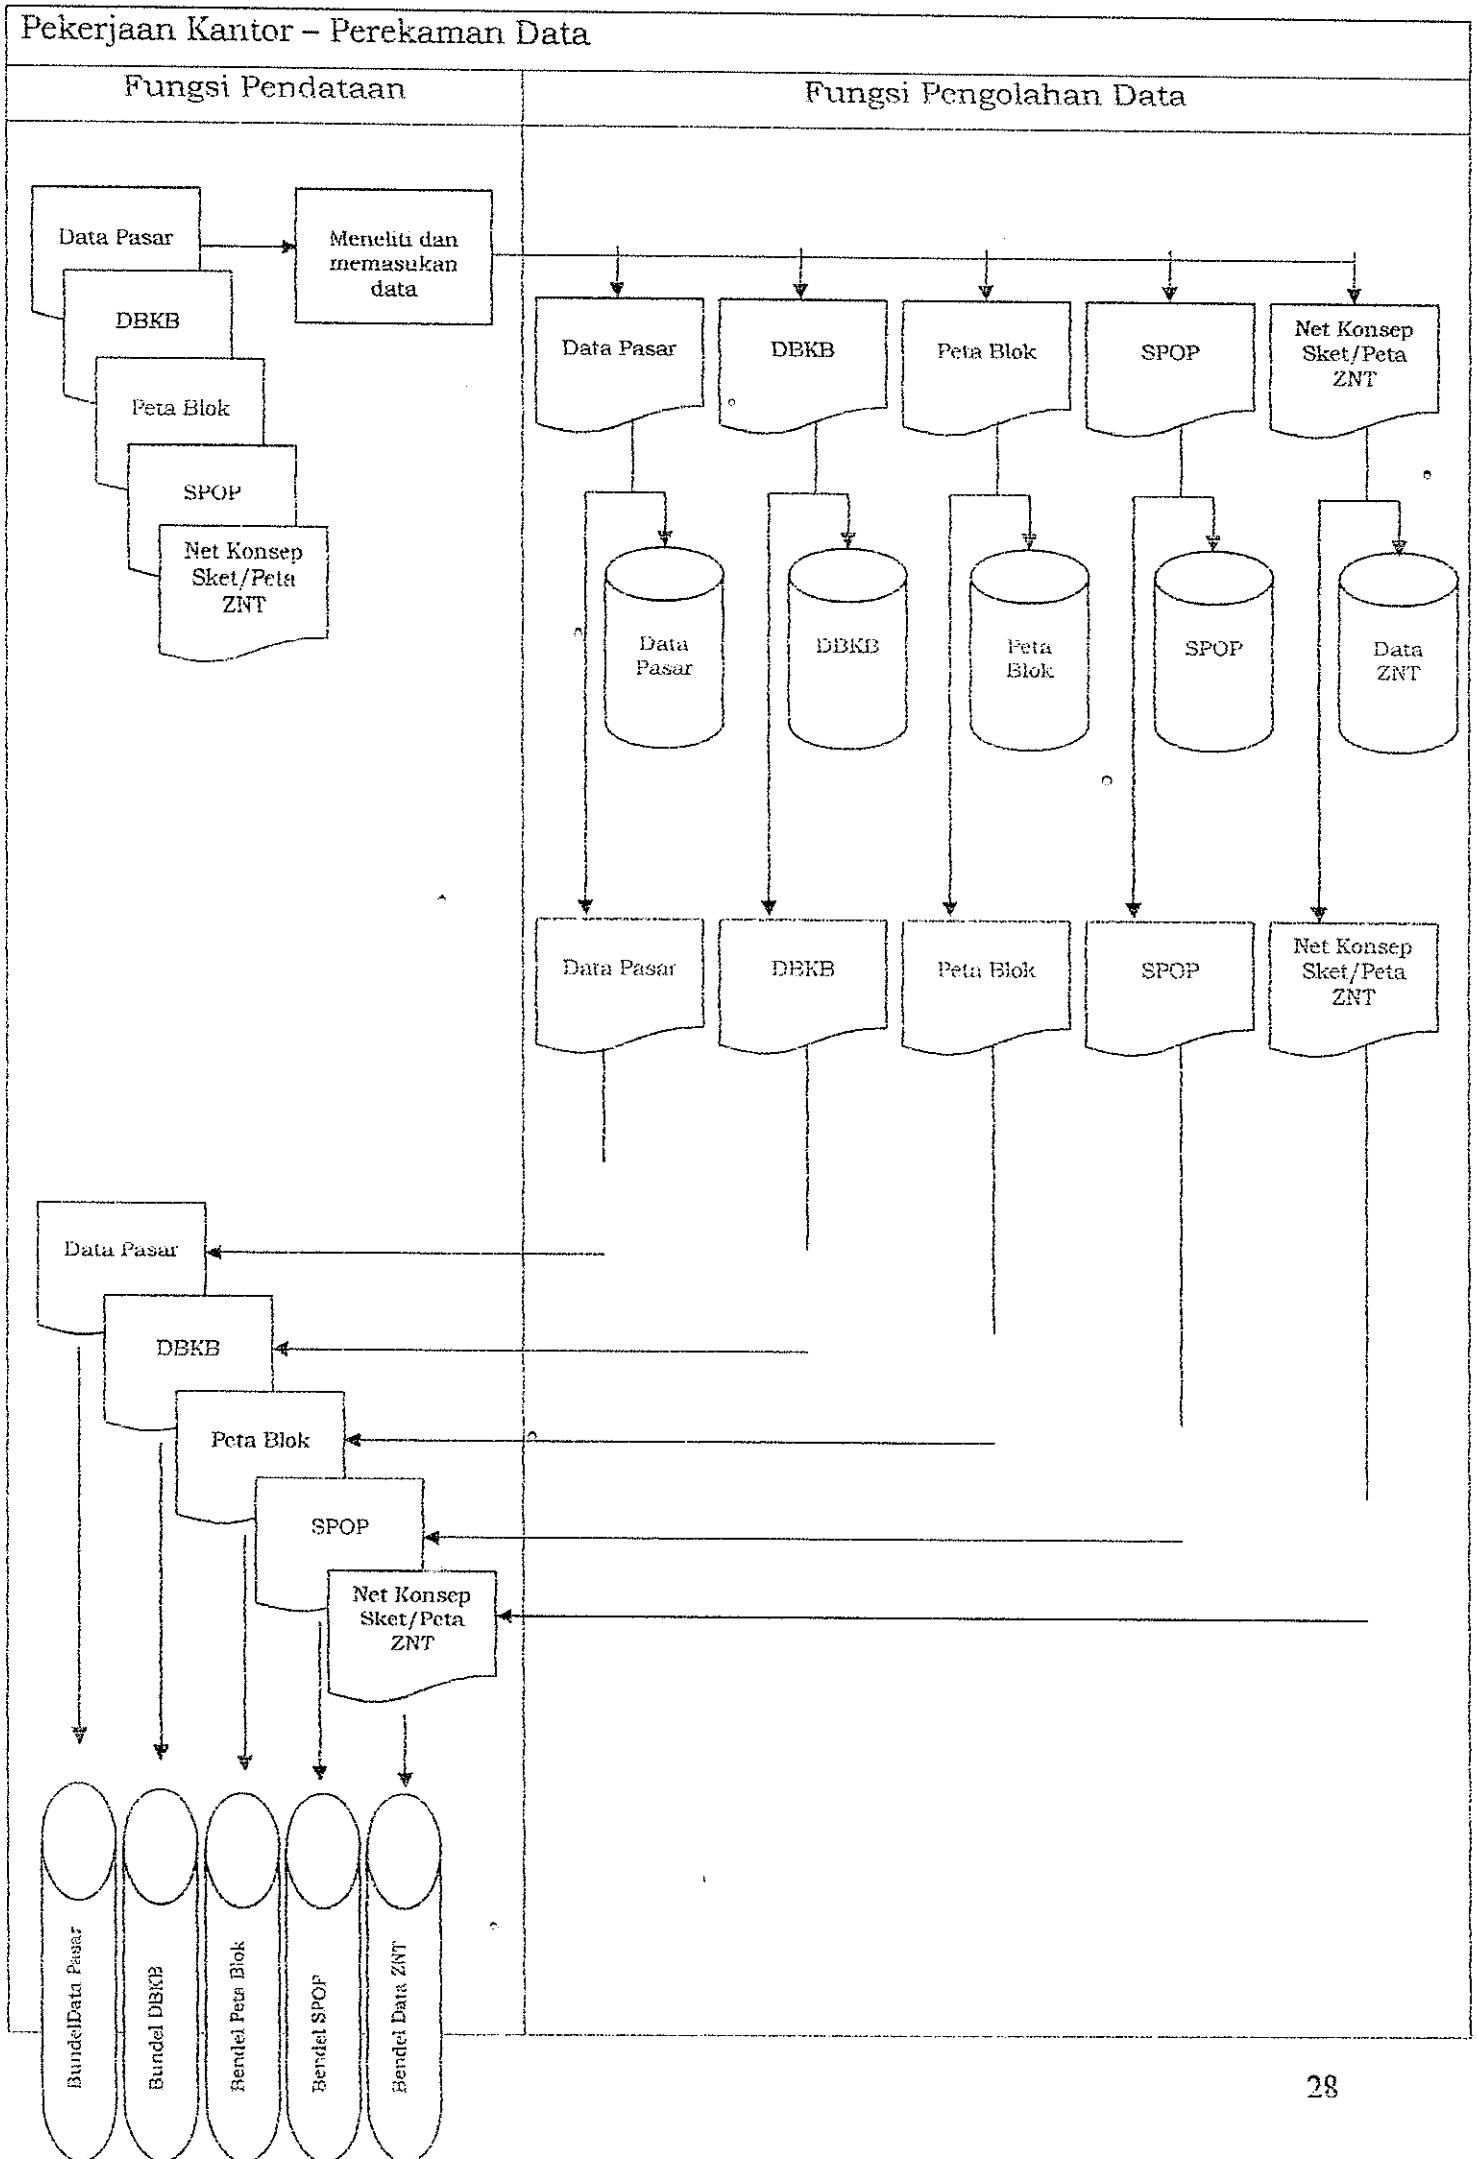 Pekerjaan Kantor – Perekaman Data
Fungsi Pendataan
Fungsi Pengolahan Data
Data Pasar
DBKB
Peta Blok
SPOP
Net Konsep
Sket/Peta
ZNT
Meneliti dan
memasukan
data
Data Pasar
DBKB
Peta Blok
SPOP
Net Konsep
Sket/Peta
ZNT
Data
Pasar
DBKB
Peta
Blok
SPOP
Data
ZNT
Data Pasar
DBKB
Peta Blok
SPOP
Net Konsep
Sket/Peta
ZNT
Data Pasar
DBKB
Peta Blok
SPOP
Net Konsep
Sket/Peta
ZNT
BundelData Pasar
Bundel DBKB
Bendel Peta Blok
Bendel SPOP
Bendel Data ZNT
28